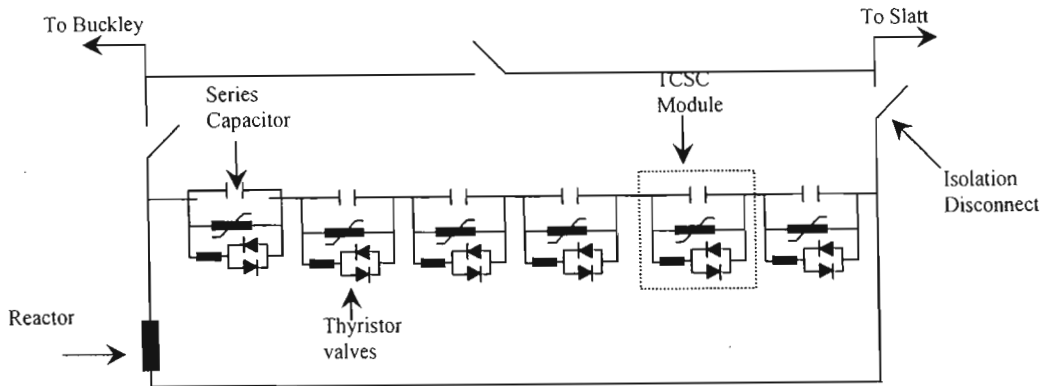 To Buckley
To Slatt
Series
Capacitor
TCSC
Module
Isolation
Disconnect
Reactor
Thyristor
valves